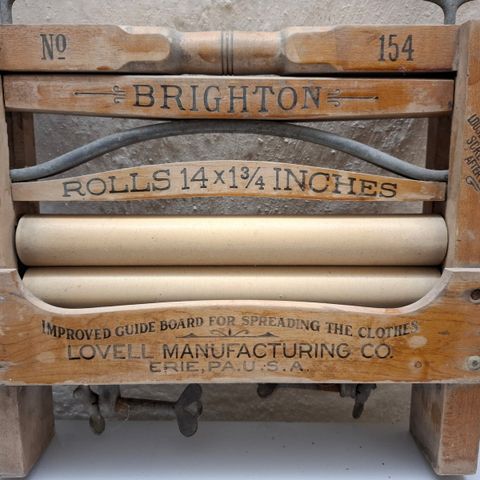 No 154
BRIGHTON
ROLLS 14 x 1¾ INCHES
IMPROVED GUIDE BOARD FOR SPREADING THE CLOTHES
LOVELL MANUFACTURING CO.
ERIE, PA. U.S.A.